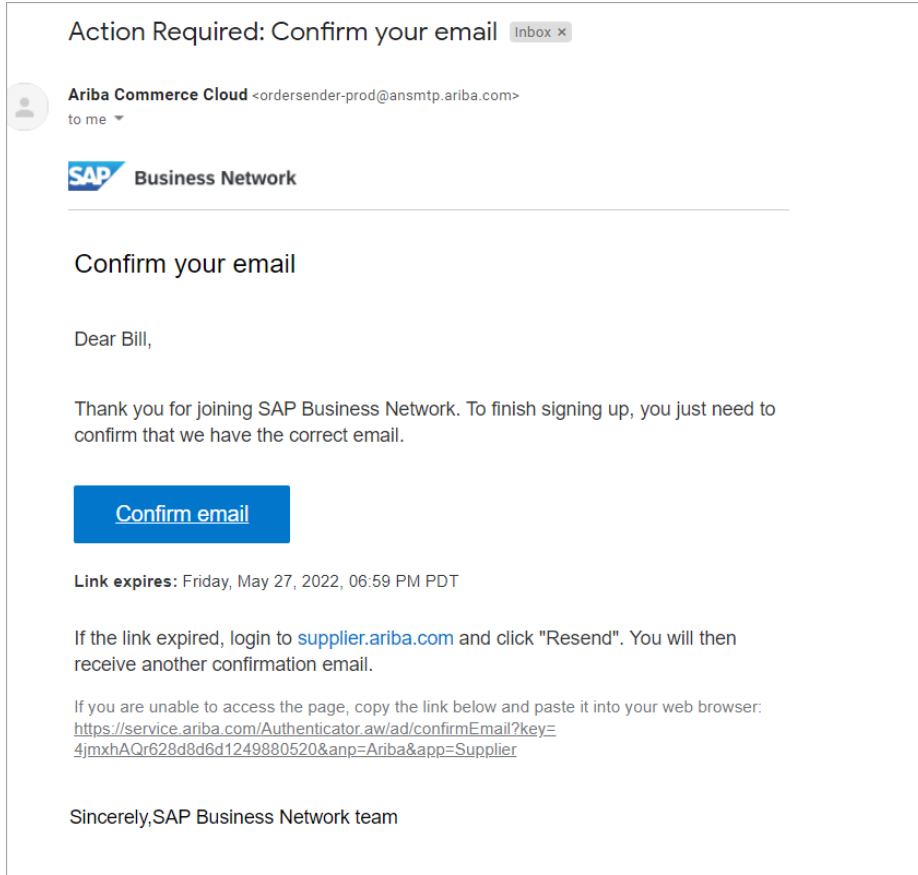 Action Required: Confirm your email Inbox ×
Ariba Commerce Cloud <ordersender-prod@ansmtp.ariba.com>
to me
SAP Business Network
Confirm your email
Dear Bill,
Thank you for joining SAP Business Network. To finish signing up, you just need to
confirm that we have the correct email.
Confirm email
Link expires: Friday, May 27, 2022, 06:59 PM PDT
If the link expired, login to supplier.ariba.com and click "Resend". You will then
receive another confirmation email.
If you are unable to access the page, copy the link below and paste it into your web browser:
https://service.ariba.com/Authenticator.aw/ad/confirmEmail?key=
4jmxhAQr628d8d6d1249880520&anp=Ariba&app=Supplier
Sincerely,SAP Business Network team